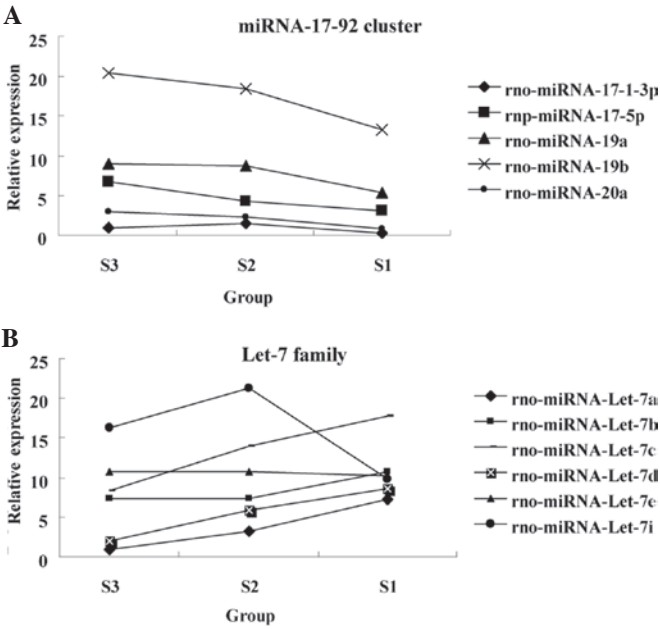 A
miRNA-17-92 cluster
Relative expression
25
20
15
10
5
0
S3 S2 S1
Group
rno-miRNA-17-1-3p
rnp-miRNA-17-5p
rno-miRNA-19a
rno-miRNA-19b
rno-miRNA-20a
B
Let-7 family
Relative expression
25
20
15
10
5
0
S3 S2 S1
Group
rno-miRNA-Let-7a
rno-miRNA-Let-7b
rno-miRNA-Let-7c
rno-miRNA-Let-7d
rno-miRNA-Let-7e
rno-miRNA-Let-7i